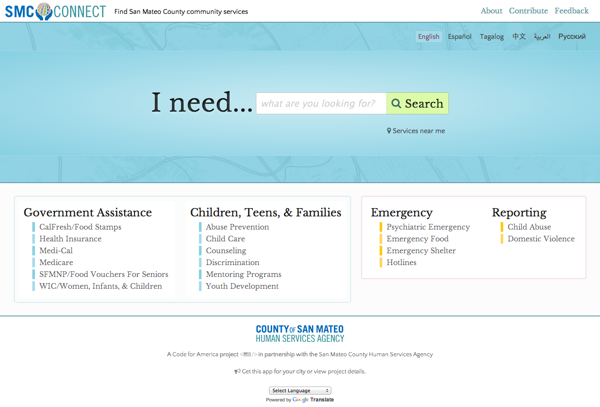 SMC CONNECT Find San Mateo County community services About Contribute Feedback
English Español Tagalog 中文 العربية Русский
I need... what are you looking for? Search
Services near me
Government Assistance
CalFresh/Food Stamps
Health Insurance
Medi-Cal
Medicare
SFMNP/Food Vouchers For Seniors
WIC/Women, Infants, & Children
Children, Teens, & Families
Abuse Prevention
Child Care
Counseling
Discrimination
Mentoring Programs
Youth Development
Emergency
Psychiatric Emergency
Emergency Food
Emergency Shelter
Hotlines
Reporting
Child Abuse
Domestic Violence
COUNTY OF SAN MATEO
HUMAN SERVICES AGENCY
A Code for America project in partnership with the San Mateo County Human Services Agency
Get this app for your city or view project details.
Select Language
Powered by Google Translate